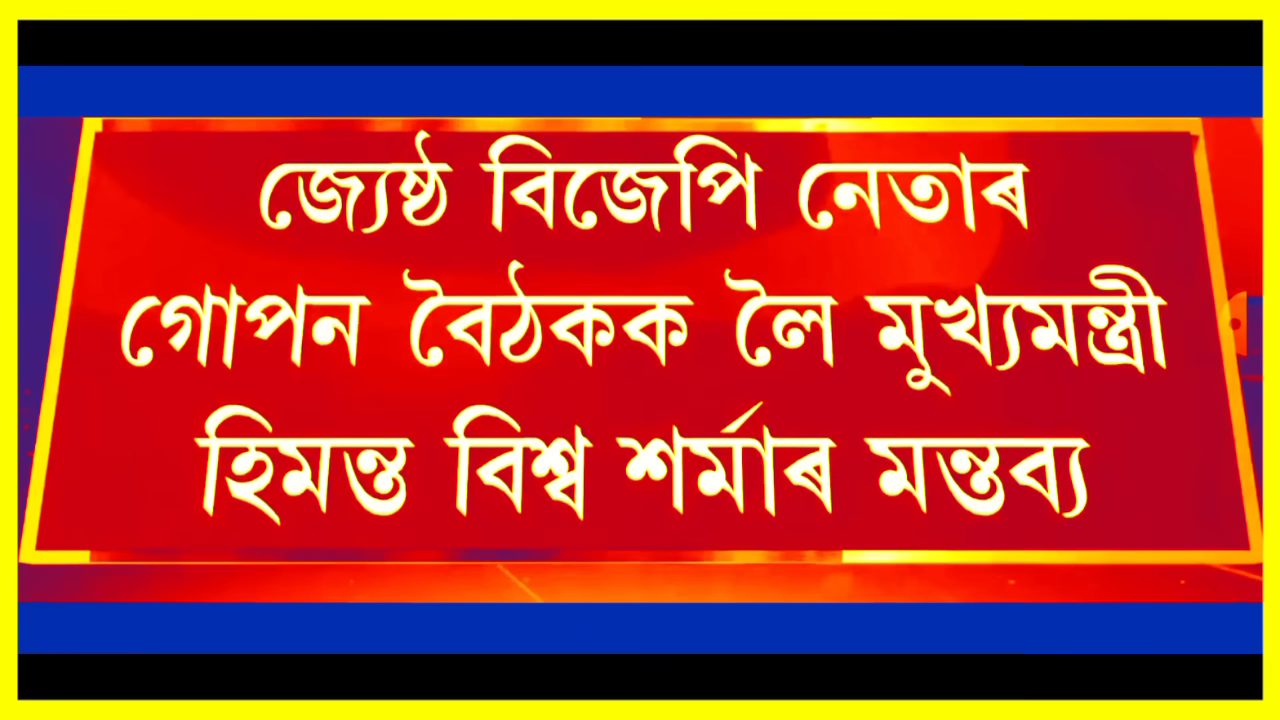 জ্যেষ্ঠ বিজেপি নেতাৰ
গোপন বৈঠকক লৈ মুখ্যমন্ত্ৰী
হিমন্ত বিশ্ব শৰ্মাৰ মন্তব্য